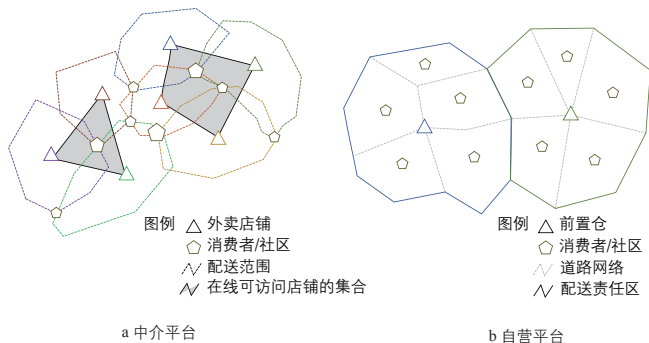 图例 外卖店铺
消费者/社区
配送范围
在线可访问店铺的集合
a 中介平台
图例 前置仓
消费者/社区
道路网络
配送责任区
b 自营平台